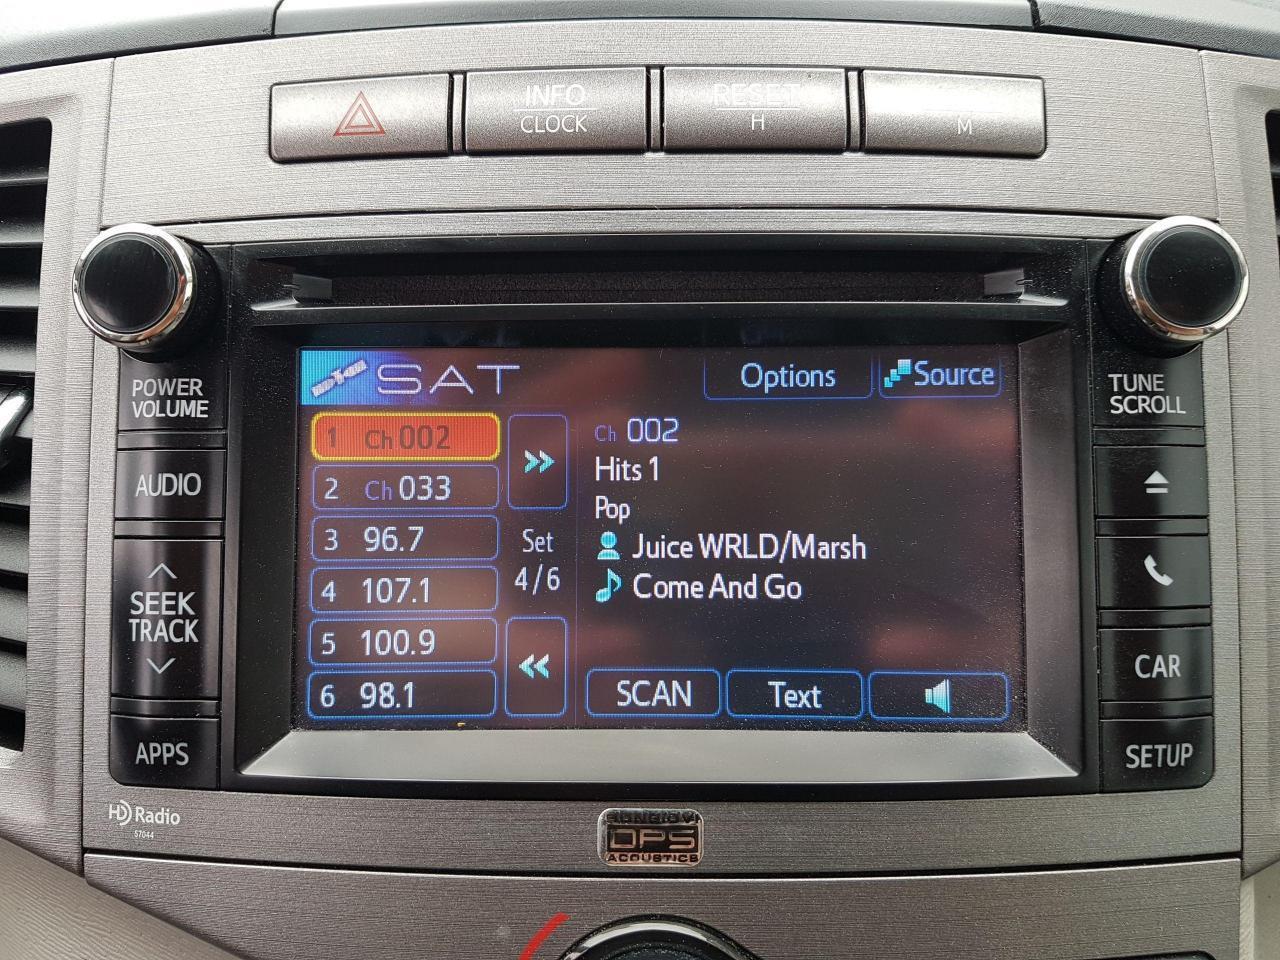 INFO
CLOCK
RESET
H
M
POWER
VOLUME
AUDIO
SEEK
TRACK
APPS
SAT
Options
Source
1 Ch 002
2 Ch 033
3 96.7
4 107.1
5 100.9
6 98.1
Set
4/6
Ch 002
Hits 1
Pop
Juice WRLD/Marsh
Come And Go
SCAN
Text
TUNE
SCROLL
CAR
SETUP
HD Radio
57044
SYNTHESIS
DPS
ACOUSTICS